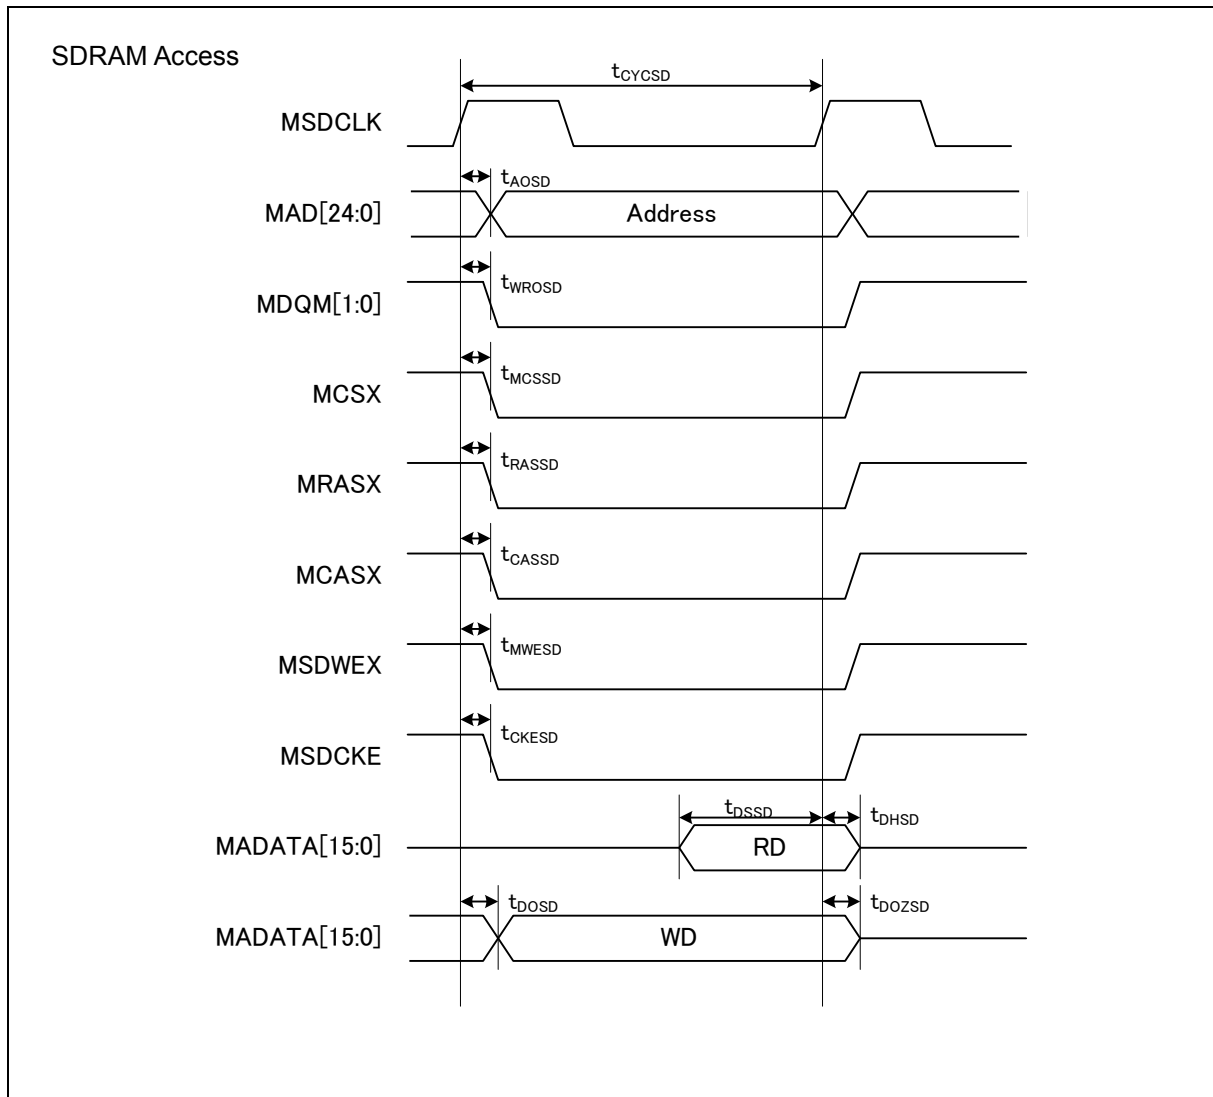 SDRAM Access
tCYCSD
MSDCLK
tAOSD
MAD[24:0]
Address
tWROSD
MDQM[1:0]
tMCSSD
MCSX
tRASSD
MRASX
tCASSD
MCASX
tMWESD
MSDWEX
tCKESD
MSDCKE
tDSSD
tDHSD
MADATA[15:0]
RD
tDOSD
tDOZSD
MADATA[15:0]
WD